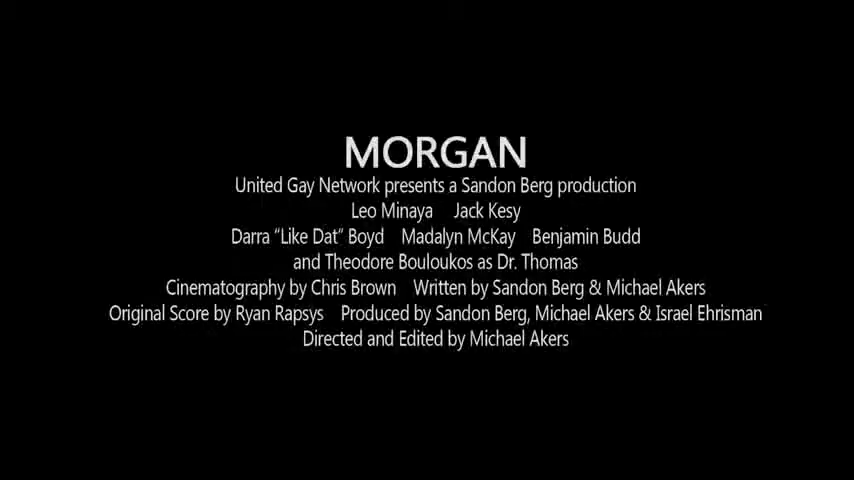 MORGAN
United Gay Network presents a Sandon Berg production
Leo Minaya Jack Kesy
Darra "Like Dat" Boyd Madalyn McKay Benjamin Budd
and Theodore Bouloukos as Dr. Thomas
Cinematography by Chris Brown Written by Sandon Berg & Michael Akers
Original Score by Ryan Rapsys Produced by Sandon Berg, Michael Akers & Israel Ehrisman
Directed and Edited by Michael Akers